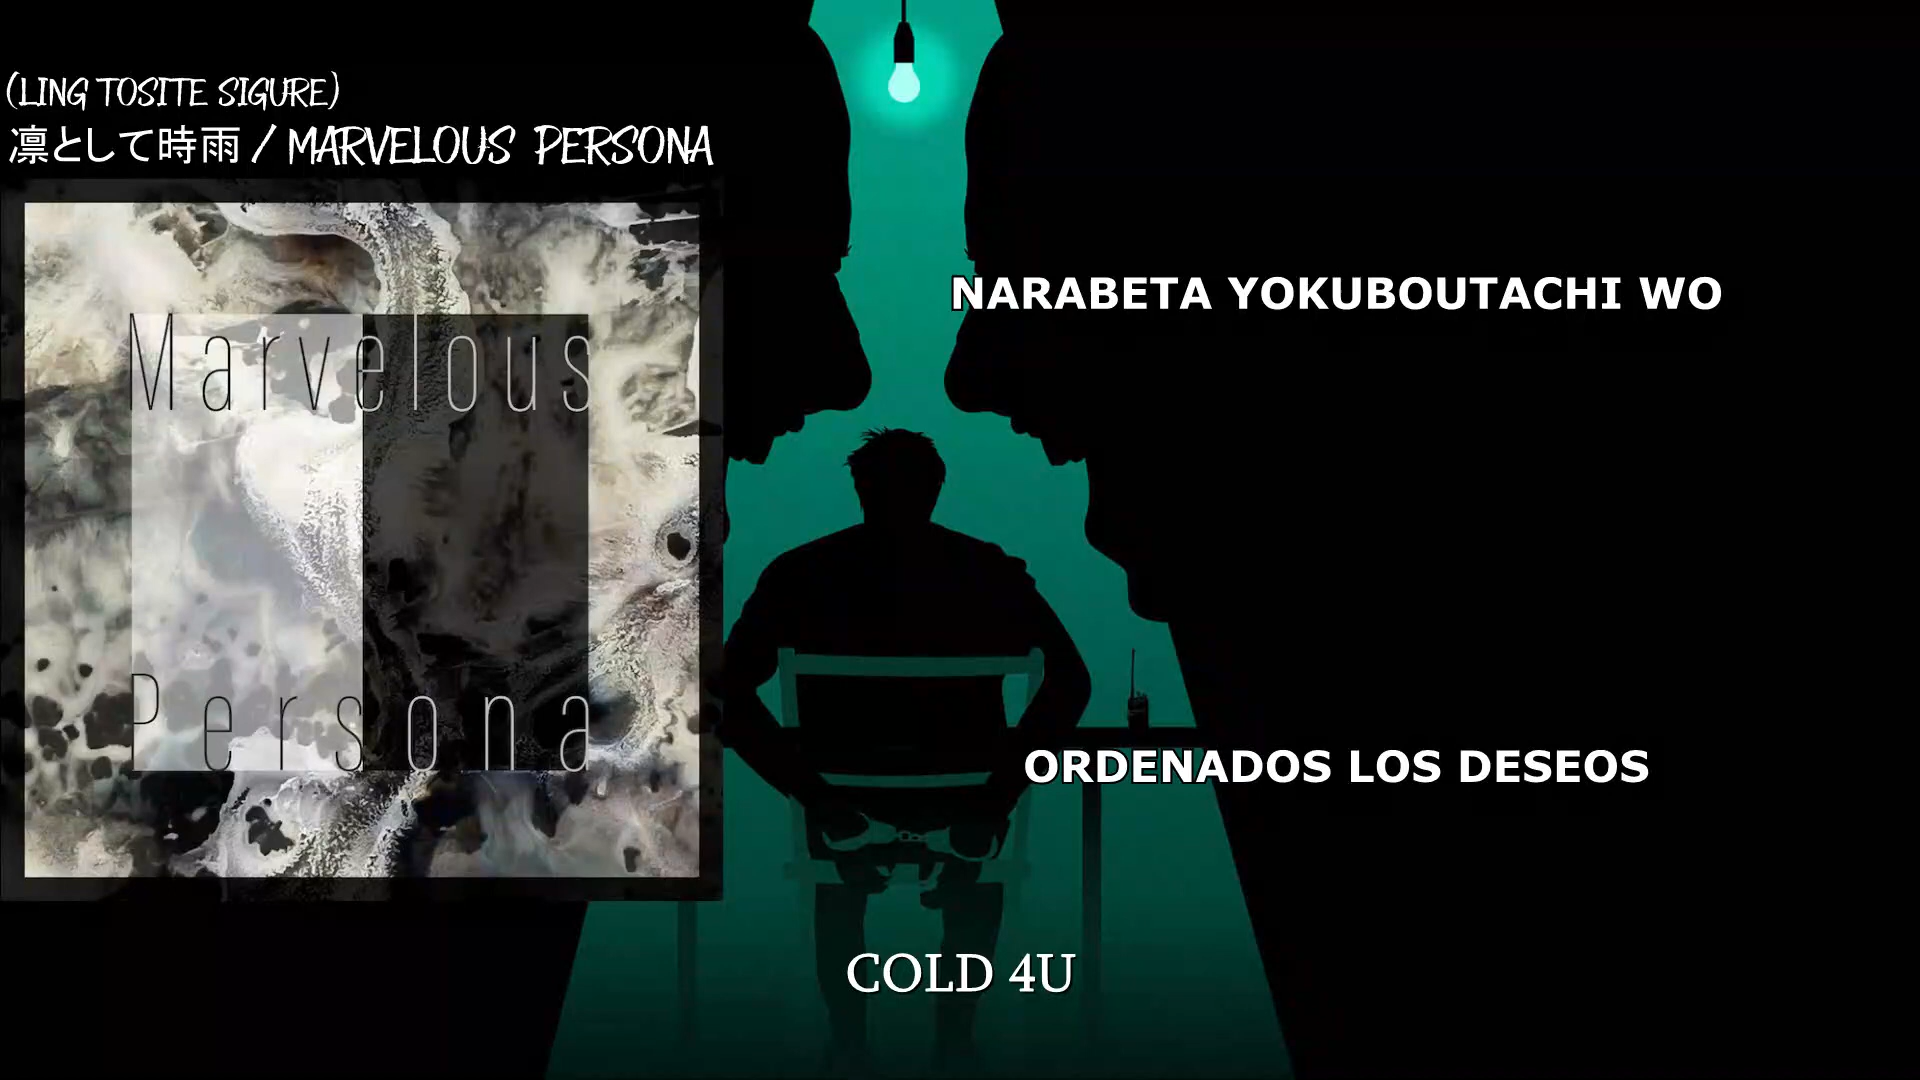 (LING TOSITE SIGURE)
凛として時雨 / MARVELOUS PERSONA
Marvelous
Persona
NARABETA YOKUBOUTACHI WO
ORDENADOS LOS DESEOS
COLD 4U